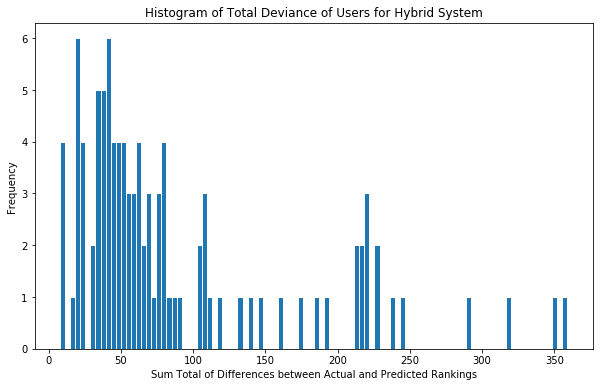 Histogram of Total Deviance of Users for Hybrid System
Frequency
6
5
4
3
2
1
0
0 50 100 150 200 250 300 350
Sum Total of Differences between Actual and Predicted Rankings